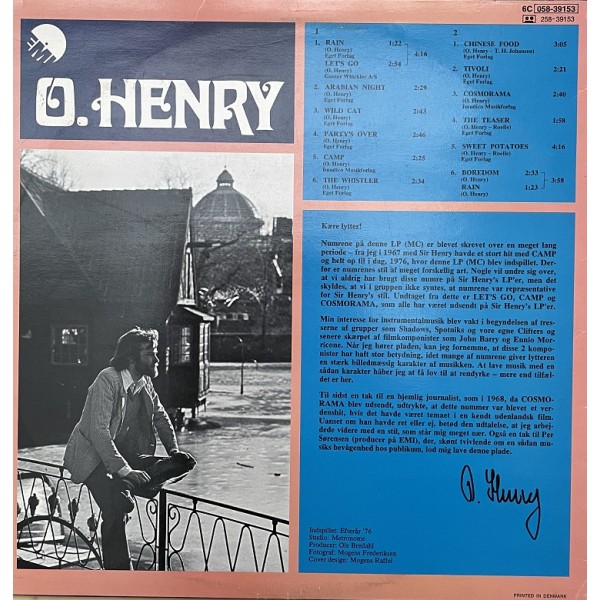 6C 058-39153
258-39153
EMI
O. HENRY
1
1. RAIN 1:22
(O. Henry)
Eget Forlag
LET'S GO 2:54
4:16
(O. Henry)
Gustav Winckler A/S
2. ARABIAN NIGHT 2:29
(O. Henry)
Eget Forlag
3. WILD CAT 2:43
(O. Henry)
Eget Forlag
4. PARTY'S OVER 2:46
(O. Henry)
Eget Forlag
5. CAMP 2:25
(O. Henry)
Imudico Musikforlag
6. THE WHISTLER 2:34
(O. Henry)
Eget Forlag
2
1. CHINESE FOOD 3:05
(O. Henry - T. H. Johansen)
Eget Forlag
2. TIVOLI 2:21
(O. Henry)
Eget Forlag
3. COSMORAMA 2:40
(O. Henry)
Imudico Musikforlag
4. THE TEASER 1:58
(O. Henry - Roelle)
Eget Forlag
5. SWEET POTATOES 4:16
(O. Henry - Roelle)
Eget Forlag
6. BOREDOM 2:33
(O. Henry)
3:58
RAIN 1:23
(O. Henry)
Kære lytter!
Numrene på denne LP (MC) er blevet skrevet over en meget lang
periode – fra jeg i 1967 med Sir Henry havde et stort hit med CAMP
og helt op til i dag, 1976, hvor denne LP (MC) blev indspillet. Der-
for er numrenes stil af meget forskellig art. Nogle vil undre sig over,
at vi aldrig har brugt disse numre på Sir Henry's LP'er, men det
skyldes, at vi i gruppen ikke syntes, at numrene var repræsentative
for Sir Henry's stil. Undtaget fra dette er LET'S GO, CAMP og
COSMORAMA, som alle har været udsendt på Sir Henry's LP'er.
Min interesse for instrumentalmusik blev vakt i begyndelsen af tres-
serne af grupper som Shadows, Spotniks og vore egne Cliffters og
senere skærpet af filmkomponister som John Barry og Ennio Mor-
ricone. Når jeg hører pladen, kan jeg fornemme, at disse 2 kompo-
nister har haft stor betydning, idet mange af numrene giver lytteren
en stærk billedmæssig karakter af musikken. At lave musik med en
sådan karakter håber jeg at få lov til at rendyrke – mere end tilfæl-
det er her.
Til sidst en tak til en hjemlig journalist, som i 1968, da COSMO-
RAMA blev udsendt, udtrykte, at dette nummer var blevet et ver-
denshit, hvis det havde været temaet i en kendt udenlandsk film.
Uanset om han havde ret eller ej, betød den udtalelse, at jeg arbej-
dede videre med en stil, som står mig meget nær. Også en tak til Per
Sørensen (producer på EMI), der, skønt tvivlende om en sådan mu-
siks bevågenhed hos publikum, lod mig lave denne plade.
O. Henry
Indspillet: Efterår '76
Studie: Metronome
Producer: Ole Bredahl
Fotograf: Mogens Frederiksen
Cover design: Mogens Raffel
PRINTED IN DENMARK